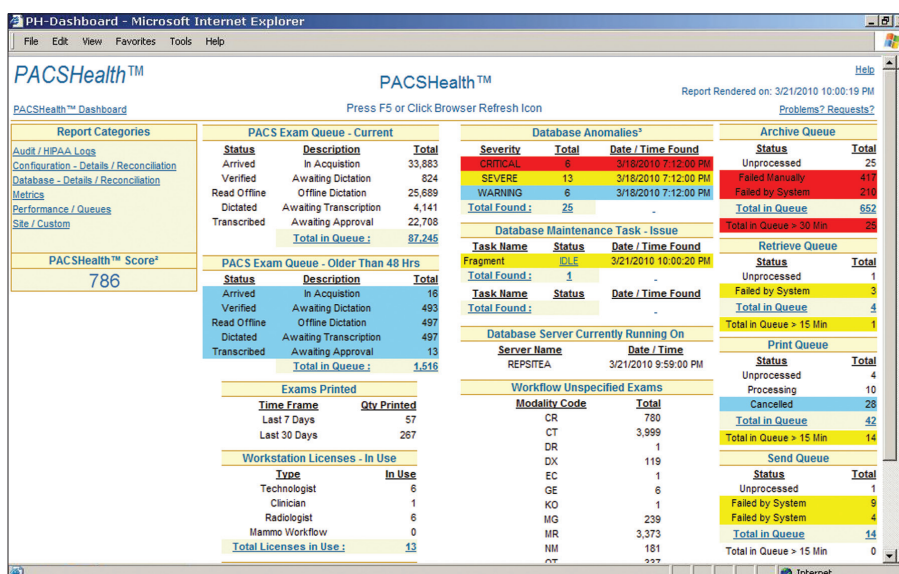 PH-Dashboard - Microsoft Internet Explorer
File Edit View Favorites Tools Help
PACSHealth™
PACSHealth™ Dashboard
PACSHealth™
Press F5 or Click Browser Refresh Icon
Help
Report Rendered on: 3/21/2010 10:00:19 PM
Problems? Requests?
Report Categories
Audit / HIPAA Logs
Configuration - Details / Reconciliation
Database - Details / Reconciliation
Metrics
Performance / Queues
Site / Custom
PACSHealth™ Score²
786
PACS Exam Queue - Current
Status Description Total
Arrived In Acquistion 33,883
Verified Awaiting Dictation 824
Read Offline Offline Dictation 25,689
Dictated Awaiting Transcription 4,141
Transcribed Awaiting Approval 22,708
Total in Queue : 87,245
PACS Exam Queue - Older Than 48 Hrs
Status Description Total
Arrived In Acquistion 16
Verified Awaiting Dictation 493
Read Offline Offline Dictation 497
Dictated Awaiting Transcription 497
Transcribed Awaiting Approval 13
Total in Queue : 1,516
Exams Printed
Time Frame Qty Printed
Last 7 Days 57
Last 30 Days 267
Workstation Licenses - In Use
Type In Use
Technologist 6
Clinician 1
Radiologist 6
Mammo Workflow 0
Total Licenses in Use : 13
Database Anomalies³
Severity Total Date / Time Found
CRITICAL 6 3/18/2010 7:12:00 PM
SEVERE 13 3/18/2010 7:12:00 PM
WARNING 6 3/18/2010 7:12:00 PM
Total Found : 25 -
Database Maintenance Task - Issue
Task Name Status Date / Time Found
Fragment IDLE 3/21/2010 10:00:20 PM
Total Found : 1 -
Task Name Status Date / Time Found
Total Found : -
Database Server Currently Running On
Server Name Date / Time
REPSITEA 3/21/2010 9:59:00 PM
Workflow Unspecified Exams
Modality Code Total
CR 780
CT 3,999
DR 1
DX 119
EC 1
GE 6
KO 1
MG 239
MR 3,373
NM 181
OT 337
Archive Queue
Status Total
Unprocessed 25
Failed Manually 417
Failed by System 210
Total in Queue 652
Total in Queue > 30 Min 25
Retrieve Queue
Status Total
Unprocessed 1
Failed by System 3
Total in Queue 4
Total in Queue > 15 Min 1
Print Queue
Status Total
Unprocessed 4
Processing 10
Cancelled 28
Total in Queue 42
Total in Queue > 15 Min 14
Send Queue
Status Total
Unprocessed 1
Failed by System 9
Failed by System 4
Total in Queue 14
Total in Queue > 15 Min 0
Internet